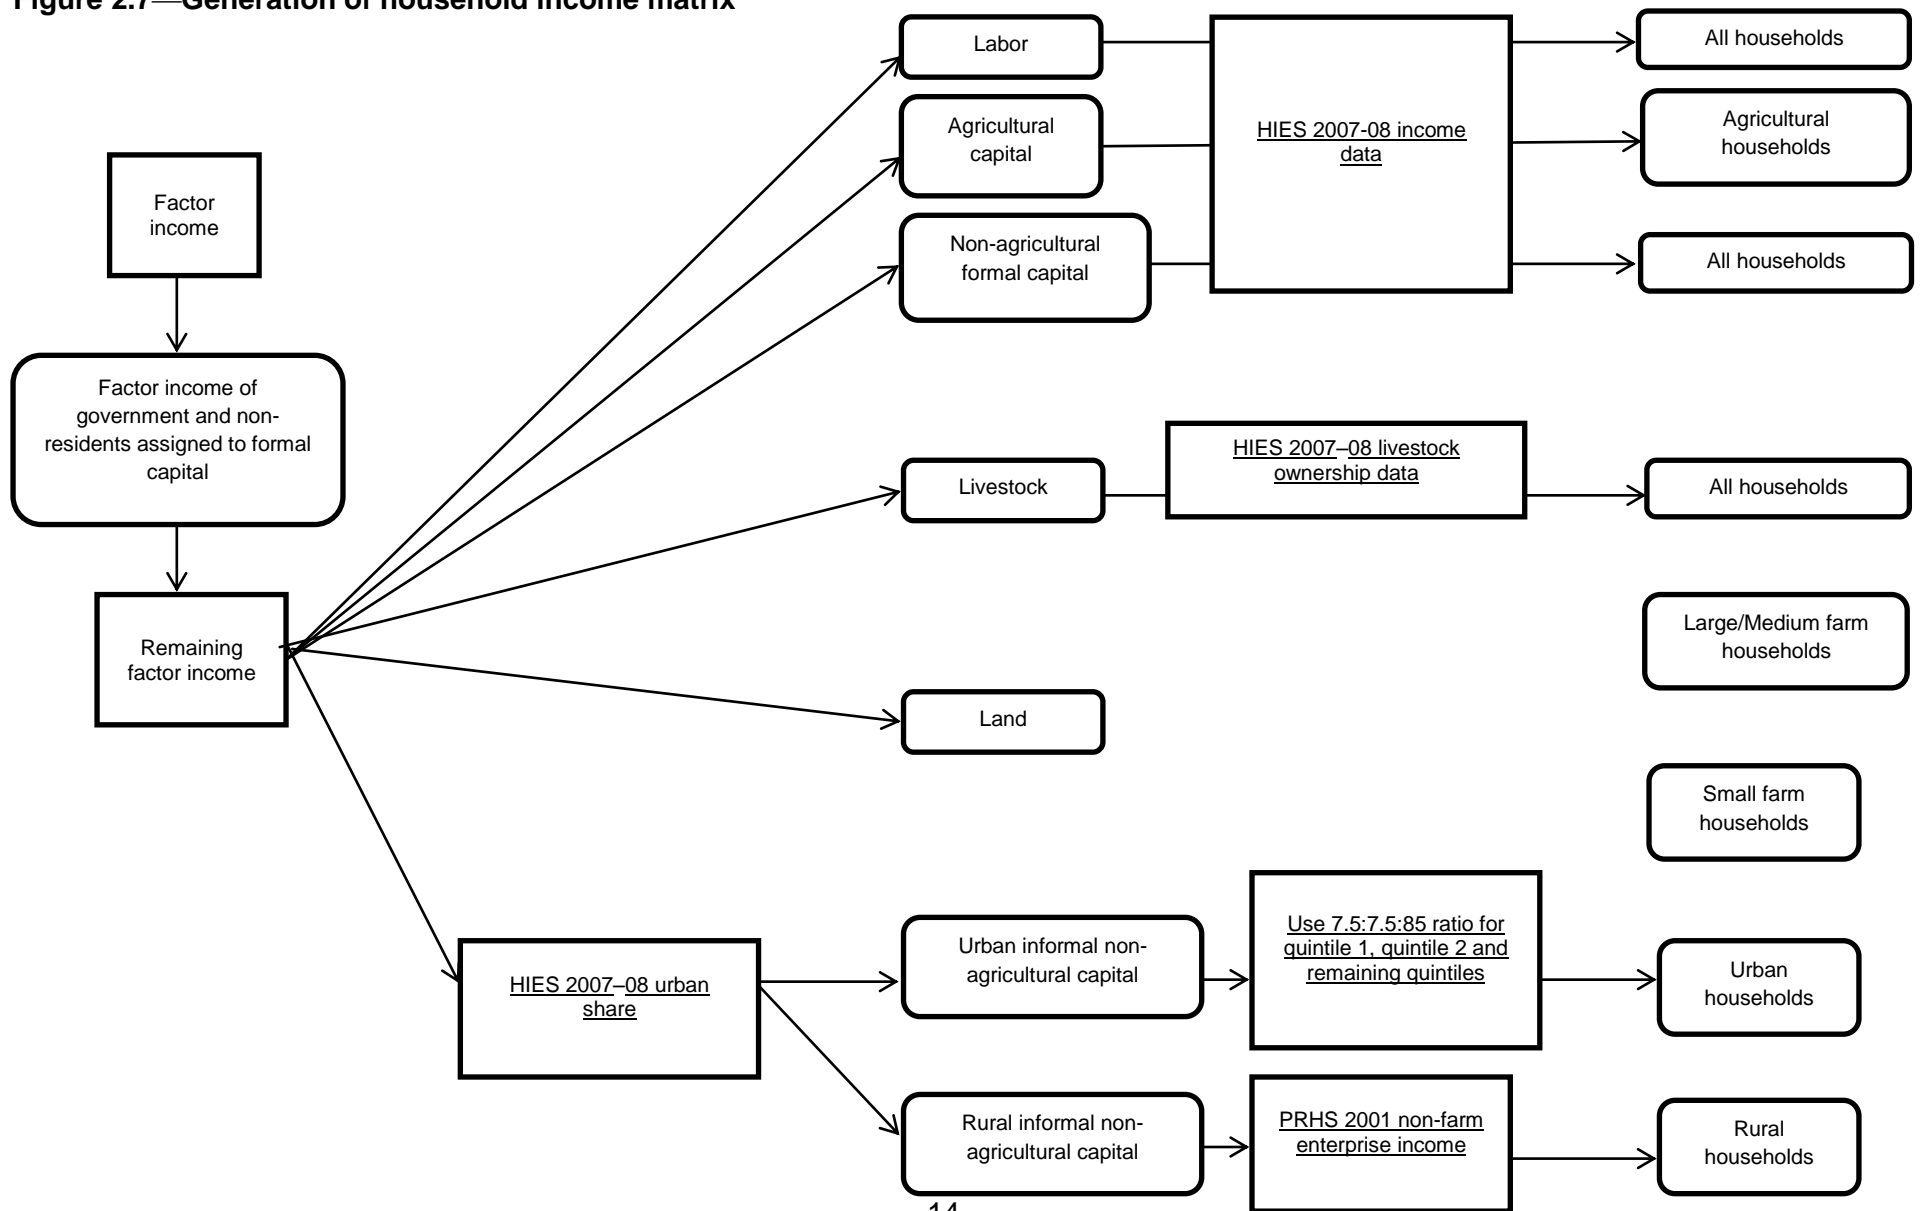 Figure 2.7—Generation of household income matrix
Labor
All households
Agricultural
capital
HIES 2007-08 income
data
Agricultural
households
Factor
income
Non-agricultural
formal capital
All households
Factor income of
government and non-
residents assigned to formal
capital
Livestock
HIES 2007–08 livestock
ownership data
All households
Remaining
factor income
Large/Medium farm
households
Land
Small farm
households
HIES 2007–08 urban
share
Urban informal non-
agricultural capital
Use 7.5:7.5:85 ratio for
quintile 1, quintile 2 and
remaining quintiles
Urban
households
Rural informal non-
agricultural capital
PRHS 2001 non-farm
enterprise income
Rural
households
14